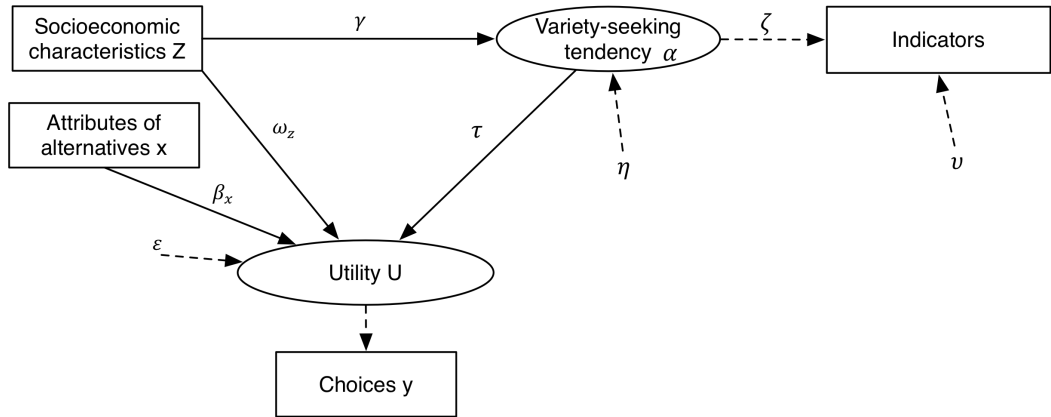 Socioeconomic
characteristics Z
γ
Variety-seeking
tendency α
ζ
Indicators
Attributes of
alternatives x
ω_z
τ
η
υ
β_x
ε
Utility U
Choices y